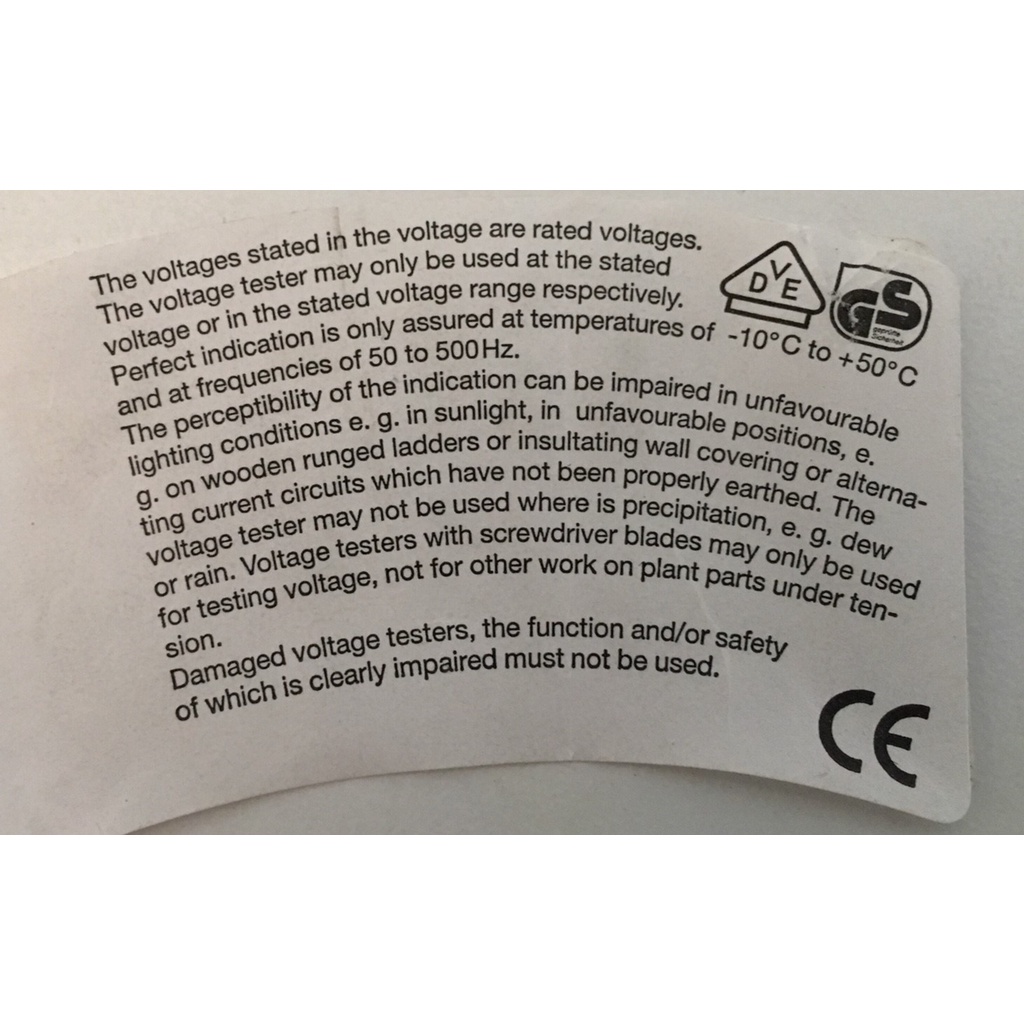 The voltages stated in the voltage are rated voltages.
The voltage tester may only be used at the stated
voltage or in the stated voltage range respectively.
Perfect indication is only assured at temperatures of -10°C to +50°C
and at frequencies of 50 to 500Hz.
The perceptibility of the indication can be impaired in unfavourable
lighting conditions e. g. in sunlight, in unfavourable positions, e.
g. on wooden runged ladders or insultating wall covering or alterna-
ting current circuits which have not been properly earthed. The
voltage tester may not be used where is precipitation, e. g. dew
or rain. Voltage testers with screwdriver blades may only be used
for testing voltage, not for other work on plant parts under ten-
sion.
Damaged voltage testers, the function and/or safety
of which is clearly impaired must not be used.
DVE
GS
geprüfte
Sicherheit
CE